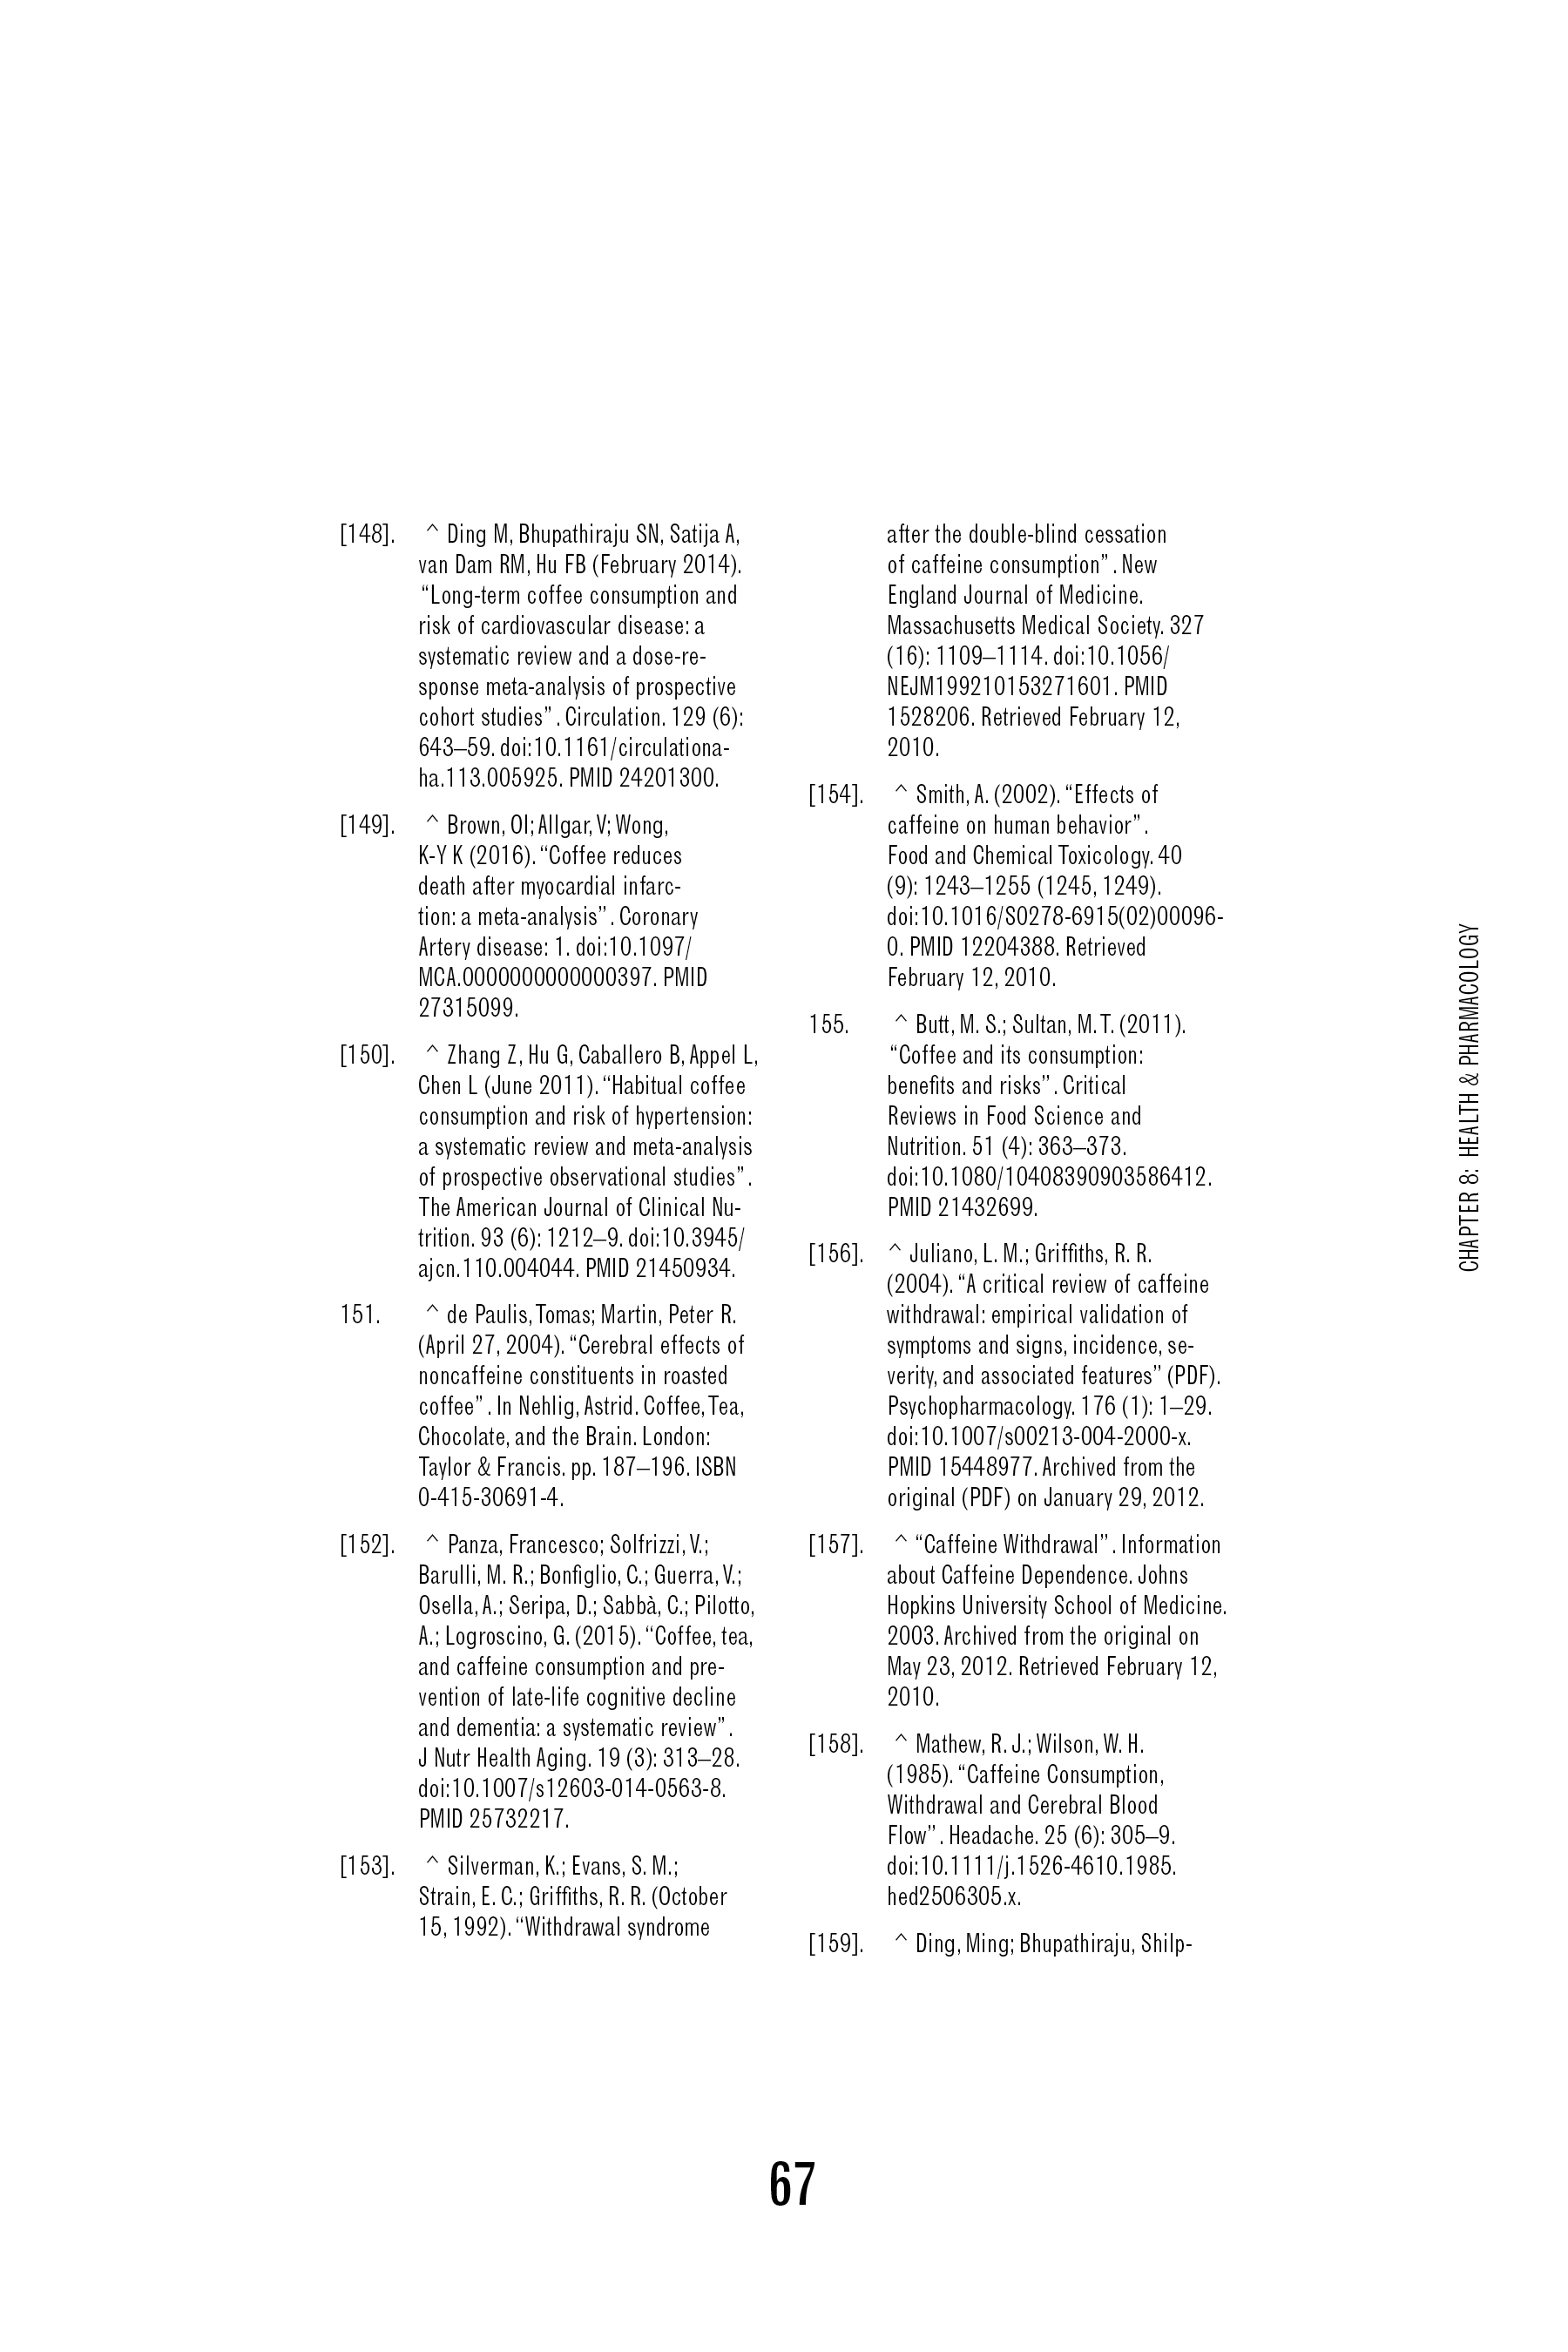 [148]. ^ Ding M, Bhupathiraju SN, Satija A,
van Dam RM, Hu FB (February 2014).
“Long-term coffee consumption and
risk of cardiovascular disease: a
systematic review and a dose-re-
sponse meta-analysis of prospective
cohort studies” . Circulation. 129 (6):
643–59. doi:10.1161/circulationa-
ha.113.005925. PMID 24201300.
[149]. ^ Brown, OI; Allgar, V; Wong,
K-Y K (2016). “Coffee reduces
death after myocardial infarc-
tion: a meta-analysis” . Coronary
Artery disease: 1. doi:10.1097/
MCA.0000000000000397. PMID
27315099.
[150]. ^ Zhang Z, Hu G, Caballero B, Appel L,
Chen L (June 2011). “Habitual coffee
consumption and risk of hypertension:
a systematic review and meta-analysis
of prospective observational studies” .
The American Journal of Clinical Nu-
trition. 93 (6): 1212–9. doi:10.3945/
ajcn.110.004044. PMID 21450934.
151. ^ de Paulis, Tomas; Martin, Peter R.
(April 27, 2004). “Cerebral effects of
noncaffeine constituents in roasted
coffee” . In Nehlig, Astrid. Coffee, Tea,
Chocolate, and the Brain. London:
Taylor & Francis. pp. 187–196. ISBN
0-415-30691-4.
[152]. ^ Panza, Francesco; Solfrizzi, V.;
Barulli, M. R.; Bonfiglio, C.; Guerra, V.;
Osella, A.; Seripa, D.; Sabbà, C.; Pilotto,
A.; Logroscino, G. (2015). “Coffee, tea,
and caffeine consumption and pre-
vention of late-life cognitive decline
and dementia: a systematic review” .
J Nutr Health Aging. 19 (3): 313–28.
doi:10.1007/s12603-014-0563-8.
PMID 25732217.
[153]. ^ Silverman, K.; Evans, S. M.;
Strain, E. C.; Griffiths, R. R. (October
15, 1992). “Withdrawal syndrome
after the double-blind cessation
of caffeine consumption” . New
England Journal of Medicine.
Massachusetts Medical Society. 327
(16): 1109–1114. doi:10.1056/
NEJM199210153271601. PMID
1528206. Retrieved February 12,
2010.
[154]. ^ Smith, A. (2002). “Effects of
caffeine on human behavior” .
Food and Chemical Toxicology. 40
(9): 1243–1255 (1245, 1249).
doi:10.1016/S0278-6915(02)00096-
0. PMID 12204388. Retrieved
February 12, 2010.
155. ^ Butt, M. S.; Sultan, M. T. (2011).
“Coffee and its consumption:
benefits and risks” . Critical
Reviews in Food Science and
Nutrition. 51 (4): 363–373.
doi:10.1080/10408390903586412.
PMID 21432699.
[156]. ^ Juliano, L. M.; Griffiths, R. R.
(2004). “A critical review of caffeine
withdrawal: empirical validation of
symptoms and signs, incidence, se-
verity, and associated features” (PDF).
Psychopharmacology. 176 (1): 1–29.
doi:10.1007/s00213-004-2000-x.
PMID 15448977. Archived from the
original (PDF) on January 29, 2012.
[157]. ^ “Caffeine Withdrawal” . Information
about Caffeine Dependence. Johns
Hopkins University School of Medicine.
2003. Archived from the original on
May 23, 2012. Retrieved February 12,
2010.
[158]. ^ Mathew, R. J.; Wilson, W. H.
(1985). “Caffeine Consumption,
Withdrawal and Cerebral Blood
Flow” . Headache. 25 (6): 305–9.
doi:10.1111/j.1526-4610.1985.
hed2506305.x.
[159]. ^ Ding, Ming; Bhupathiraju, Shilp-
CHAPTER 8: HEALTH & PHARMACOLOGY
67